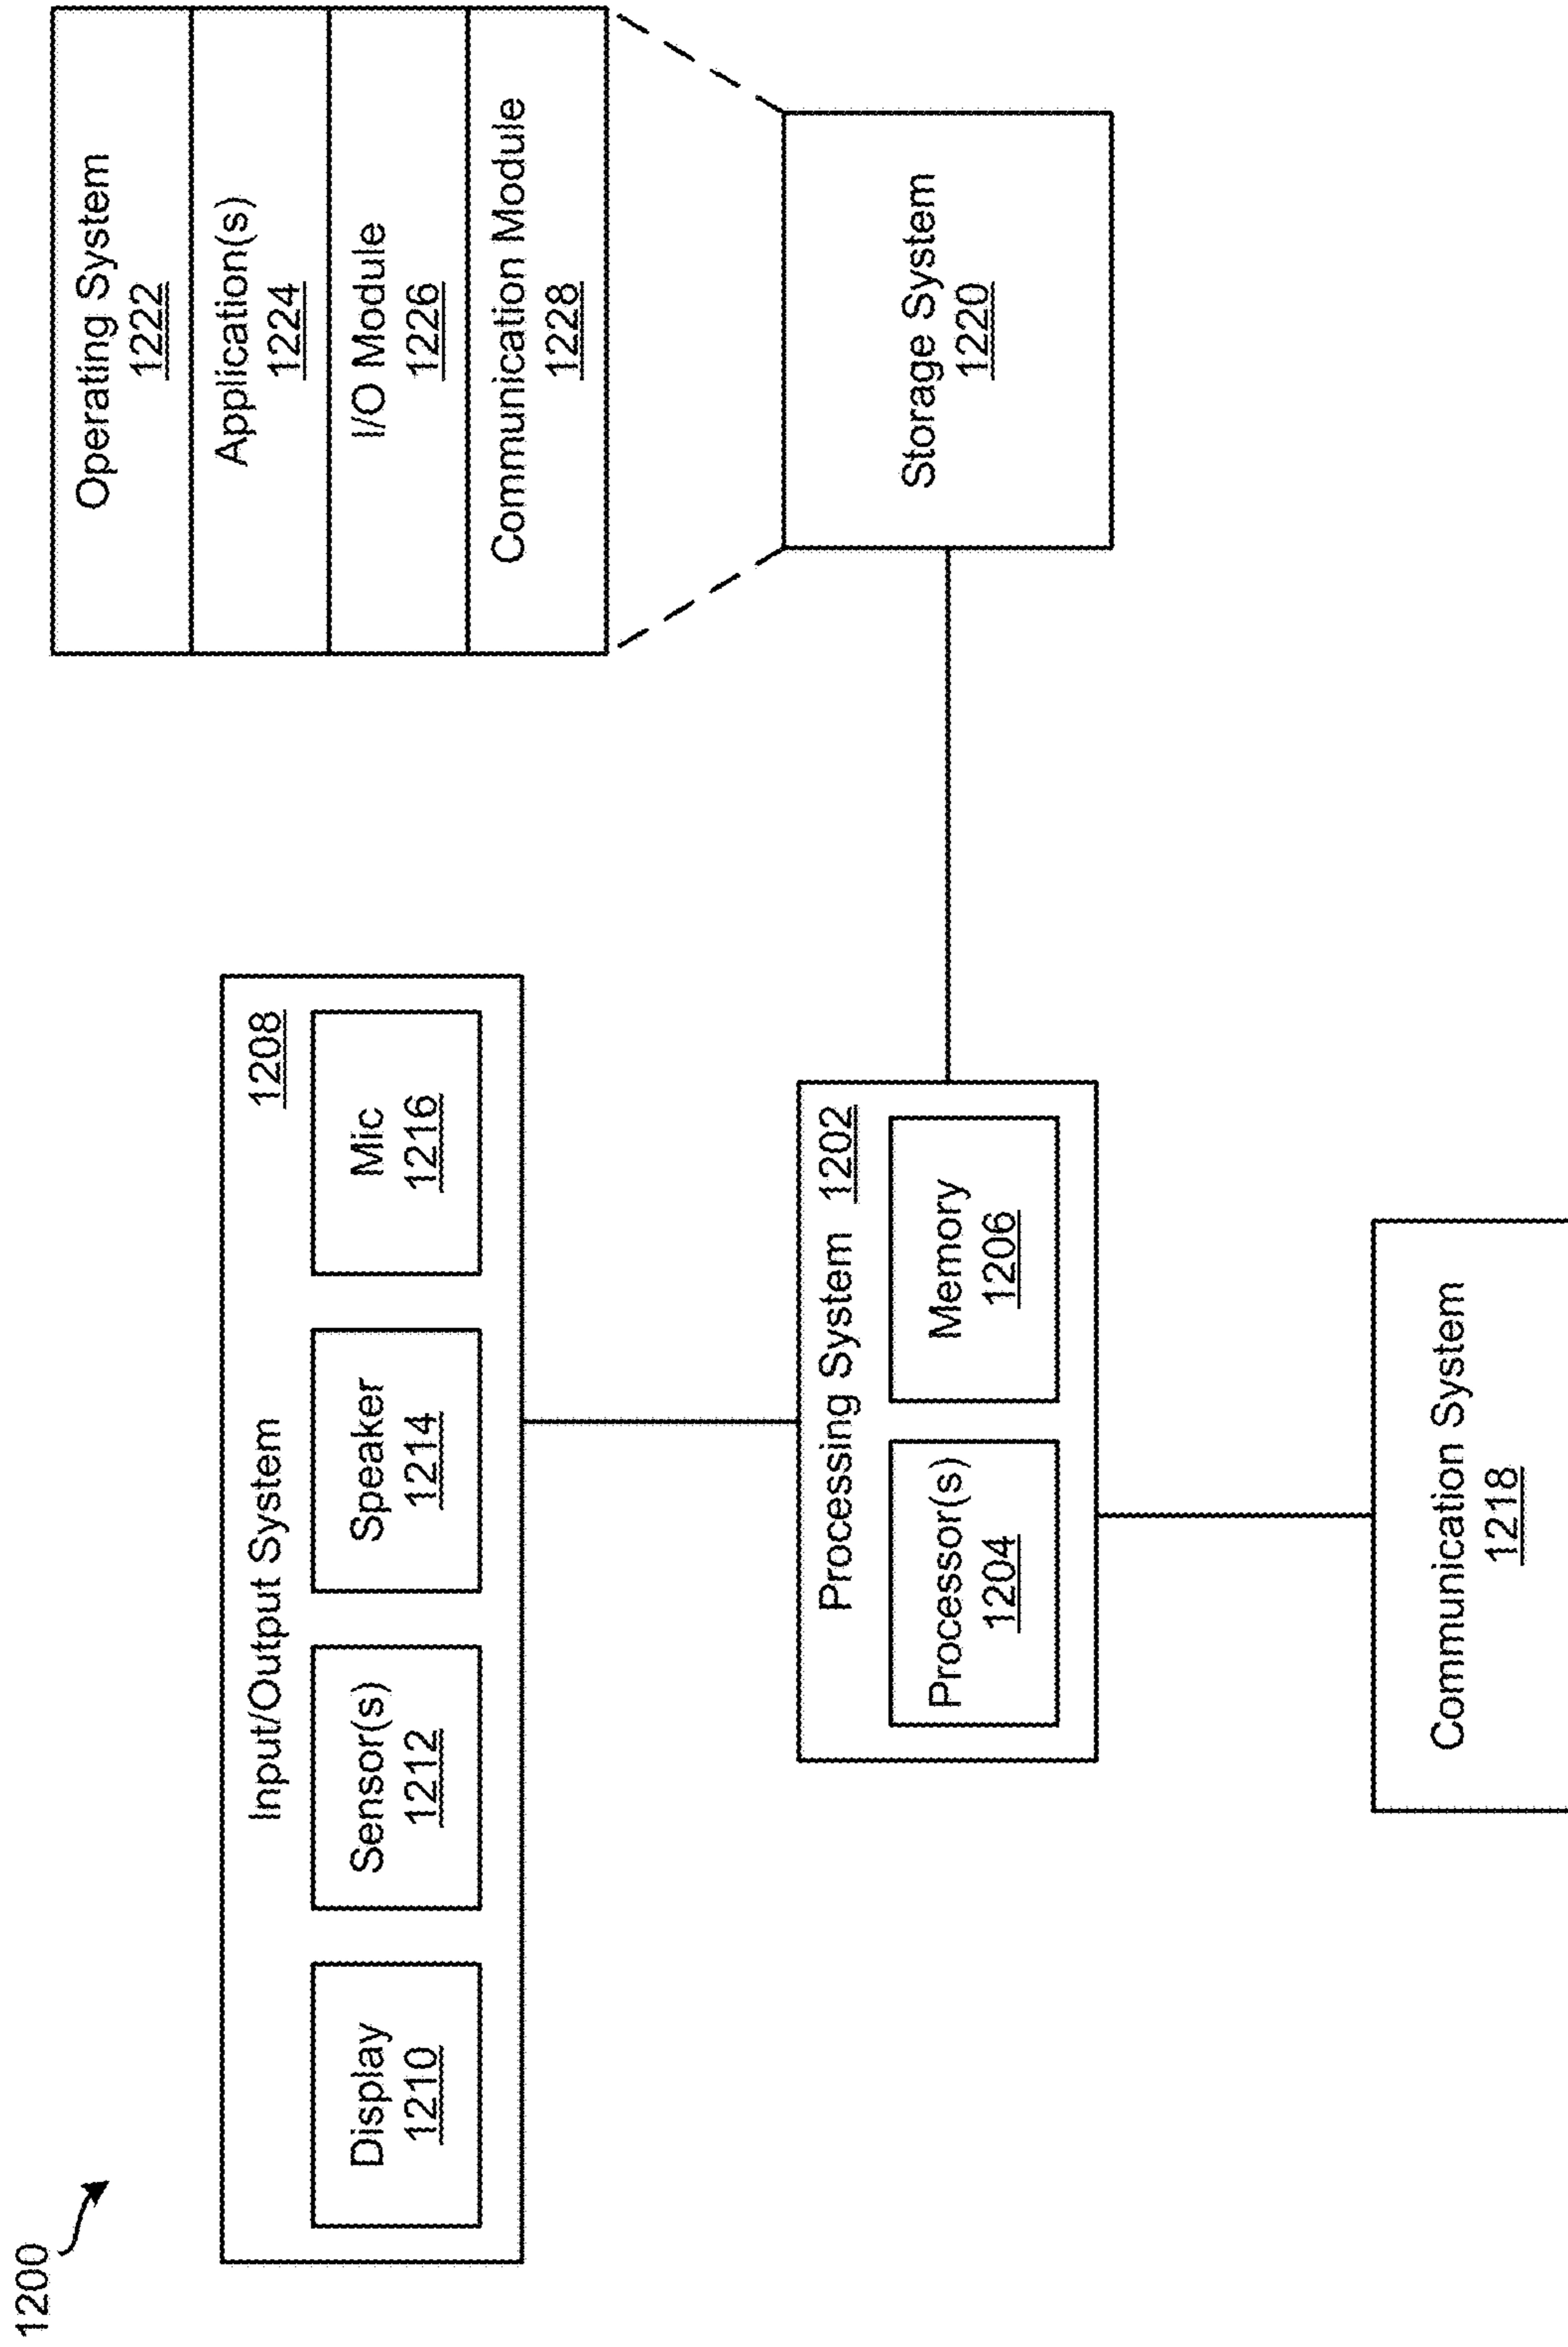 1200
Input/Output System
1208
Display
1210
Sensor(s)
1212
Speaker
1214
Mic
1216
Operating System
1222
Application(s)
1224
I/O Module
1226
Communication Module
1228
Processing System 1202
Processor(s)
1204
Memory
1206
Storage System
1220
Communication System
1218